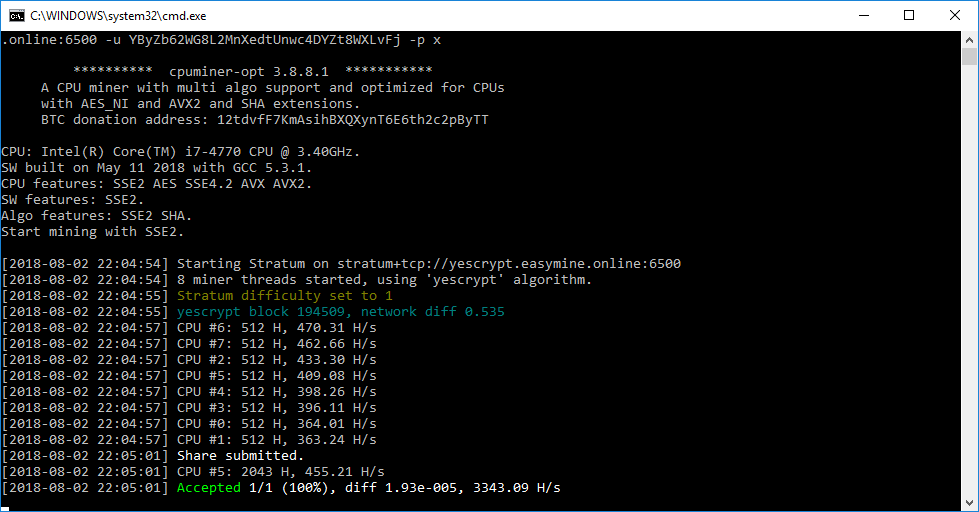 C:\WINDOWS\system32\cmd.exe
.online:6500 -u YByZb62WG8L2MnXedtUnwc4DYZt8WXLvFj -p x
********** cpuminer-opt 3.8.8.1 ***********
A CPU miner with multi algo support and optimized for CPUs
with AES_NI and AVX2 and SHA extensions.
BTC donation address: 12tdvfF7KmAsihBXQXynT6E6th2c2pByTT
CPU: Intel(R) Core(TM) i7-4770 CPU @ 3.40GHz.
SW built on May 11 2018 with GCC 5.3.1.
CPU features: SSE2 AES SSE4.2 AVX AVX2.
SW features: SSE2.
Algo features: SSE2 SHA.
Start mining with SSE2.
[2018-08-02 22:04:54] Starting Stratum on stratum+tcp://yescrypt.easymine.online:6500
[2018-08-02 22:04:54] 8 miner threads started, using 'yescrypt' algorithm.
[2018-08-02 22:04:55] Stratum difficulty set to 1
[2018-08-02 22:04:55] yescrypt block 194509, network diff 0.535
[2018-08-02 22:04:57] CPU #6: 512 H, 470.31 H/s
[2018-08-02 22:04:57] CPU #7: 512 H, 462.66 H/s
[2018-08-02 22:04:57] CPU #2: 512 H, 433.30 H/s
[2018-08-02 22:04:57] CPU #5: 512 H, 409.08 H/s
[2018-08-02 22:04:57] CPU #4: 512 H, 398.26 H/s
[2018-08-02 22:04:57] CPU #3: 512 H, 396.11 H/s
[2018-08-02 22:04:57] CPU #0: 512 H, 364.01 H/s
[2018-08-02 22:04:57] CPU #1: 512 H, 363.24 H/s
[2018-08-02 22:05:01] Share submitted.
[2018-08-02 22:05:01] CPU #5: 2043 H, 455.21 H/s
[2018-08-02 22:05:01] Accepted 1/1 (100%), diff 1.93e-005, 3343.09 H/s